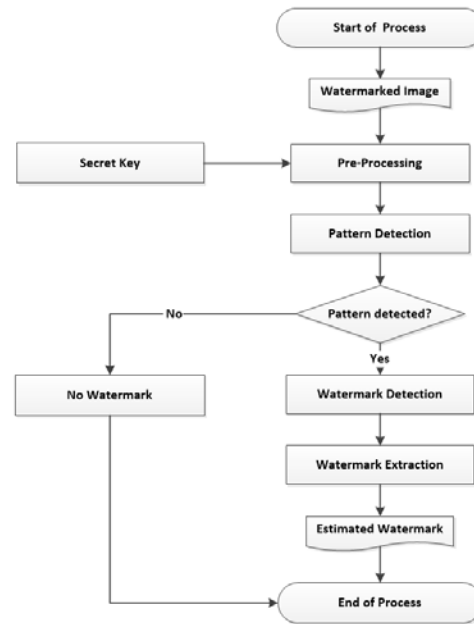 Start of Process
Watermarked Image
Secret Key
Pre-Processing
Pattern Detection
Pattern detected?
No
Yes
No Watermark
Watermark Detection
Watermark Extraction
Estimated Watermark
End of Process